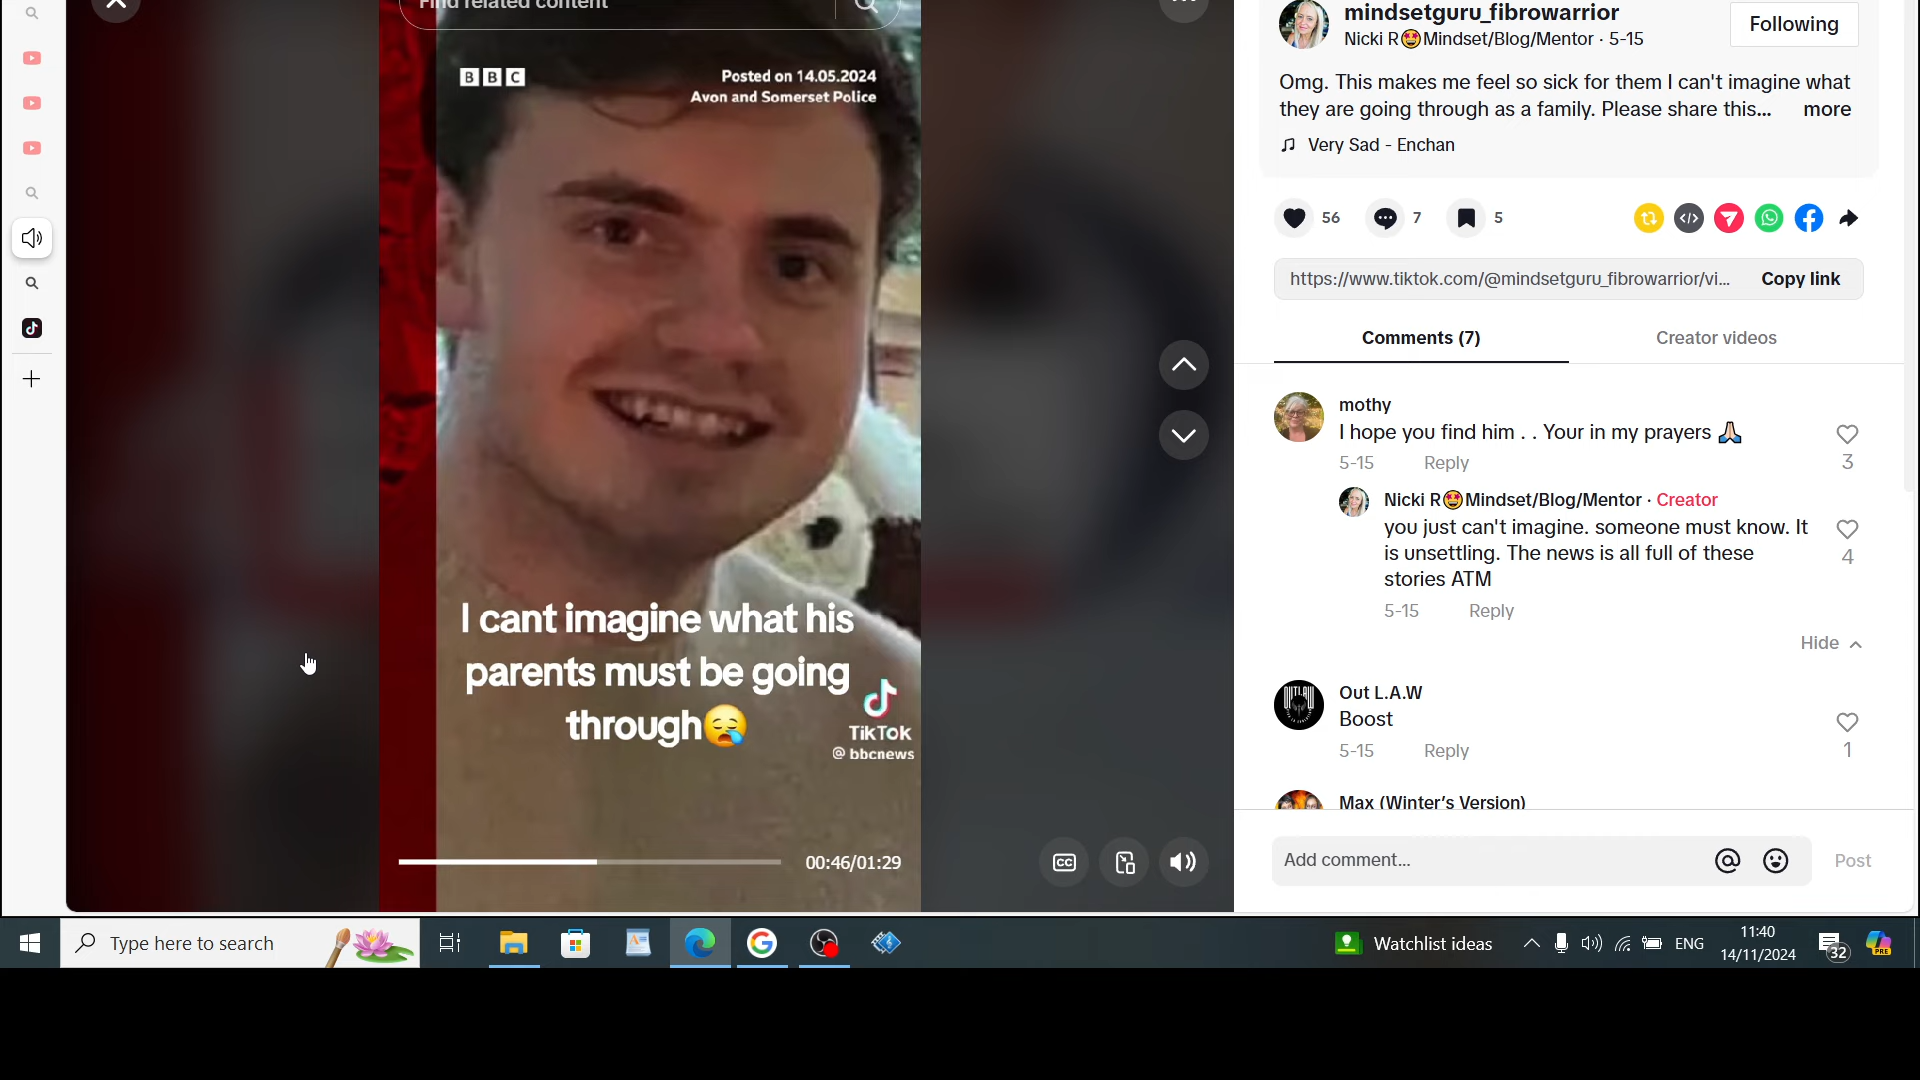 Find related content
BBC
Posted on 14.05.2024
Avon and Somerset Police
I cant imagine what his
parents must be going
through😪
TikTok
@ bbcnews
00:46/01:29
CC
mindsetguru_fibrowarrior
Nicki R🤩Mindset/Blog/Mentor · 5-15
Following
Omg. This makes me feel so sick for them I can't imagine what
they are going through as a family. Please share this... more
Very Sad - Enchan
56
7
5
https://www.tiktok.com/@mindsetguru_fibrowarrior/vi...
Copy link
Comments (7)
Creator videos
mothy
I hope you find him . . Your in my prayers 🙏🏻
5-15 Reply
3
Nicki R🤩Mindset/Blog/Mentor · Creator
you just can't imagine. someone must know. It
is unsettling. The news is all full of these
stories ATM
4
5-15 Reply
Hide
OUTLAW
Out L.A.W
Boost
5-15 Reply
1
Max (Winter's Version)
Add comment...
Post
Type here to search
Watchlist ideas
ENG
11:40
14/11/2024
32
PRE